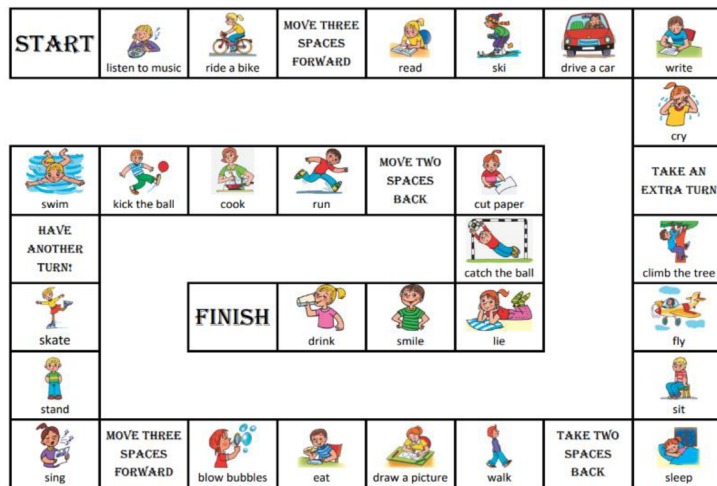 START
listen to music
ride a bike
MOVE THREE
SPACES
FORWARD
read
ski
drive a car
write
cry
TAKE AN
EXTRA TURN
climb the tree
fly
sit
sleep
TAKE TWO
SPACES
BACK
walk
draw a picture
eat
blow bubbles
MOVE THREE
SPACES
FORWARD
sing
stand
skate
HAVE
ANOTHER
TURN!
swim
kick the ball
cook
run
MOVE TWO
SPACES
BACK
cut paper
catch the ball
lie
smile
drink
FINISH